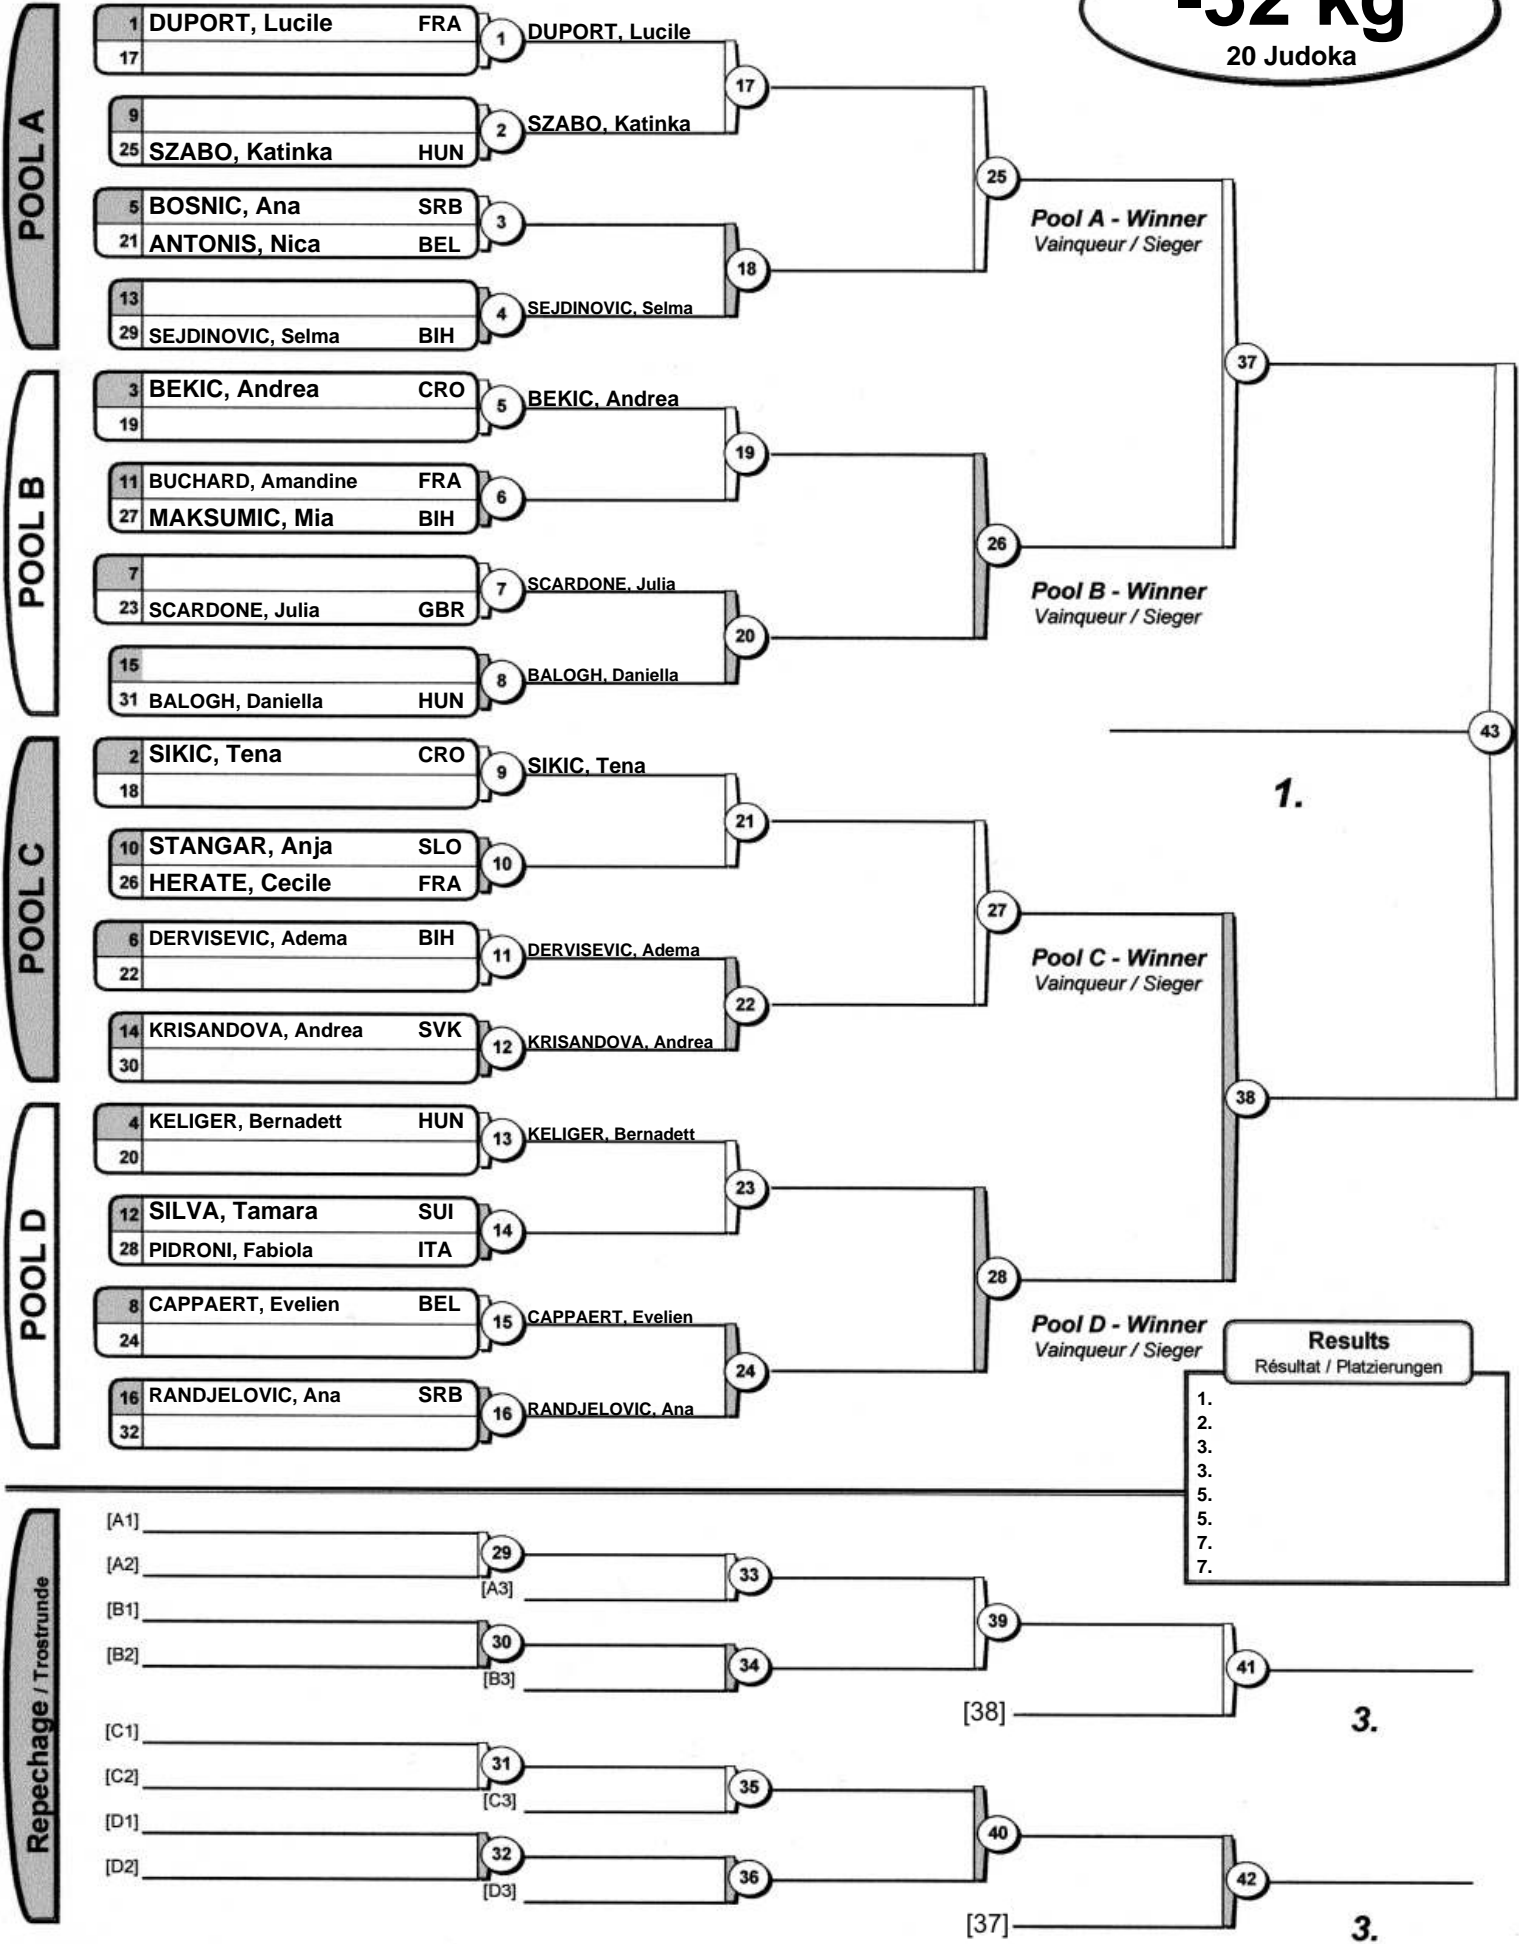 -52 kg
20 Judoka
POOL A
1 DUPORT, Lucile FRA
17
1 DUPORT, Lucile
9
25 SZABO, Katinka HUN
2 SZABO, Katinka
17
5 BOSNIC, Ana SRB
21 ANTONIS, Nica BEL
3
13
29 SEJDINOVIC, Selma BIH
4 SEJDINOVIC, Selma
18
25
Pool A - Winner
Vainqueur / Sieger
POOL B
3 BEKIC, Andrea CRO
19
5 BEKIC, Andrea
11 BUCHARD, Amandine FRA
27 MAKSUMIC, Mia BIH
6
19
7
23 SCARDONE, Julia GBR
7 SCARDONE, Julia
15
31 BALOGH, Daniella HUN
8 BALOGH, Daniella
20
26
Pool B - Winner
Vainqueur / Sieger
37
POOL C
2 SIKIC, Tena CRO
18
9 SIKIC, Tena
10 STANGAR, Anja SLO
26 HERATE, Cecile FRA
10
21
6 DERVISEVIC, Adema BIH
22
11 DERVISEVIC, Adema
14 KRISANDOVA, Andrea SVK
30
12 KRISANDOVA, Andrea
22
27
Pool C - Winner
Vainqueur / Sieger
POOL D
4 KELIGER, Bernadett HUN
20
13 KELIGER, Bernadett
12 SILVA, Tamara SUI
28 PIDRONI, Fabiola ITA
14
23
8 CAPPAERT, Evelien BEL
24
15 CAPPAERT, Evelien
16 RANDJELOVIC, Ana SRB
32
16 RANDJELOVIC, Ana
24
28
Pool D - Winner
Vainqueur / Sieger
38
43
1.
Results
Résultat / Platzierungen
1.
2.
3.
3.
5.
5.
7.
7.
Repechage / Trostrunde
[A1]
[A2]
29
[A3]
33
[B1]
[B2]
30
[B3]
34
39
[38]
41
3.
[C1]
[C2]
31
[C3]
35
[D1]
[D2]
32
[D3]
36
40
[37]
42
3.